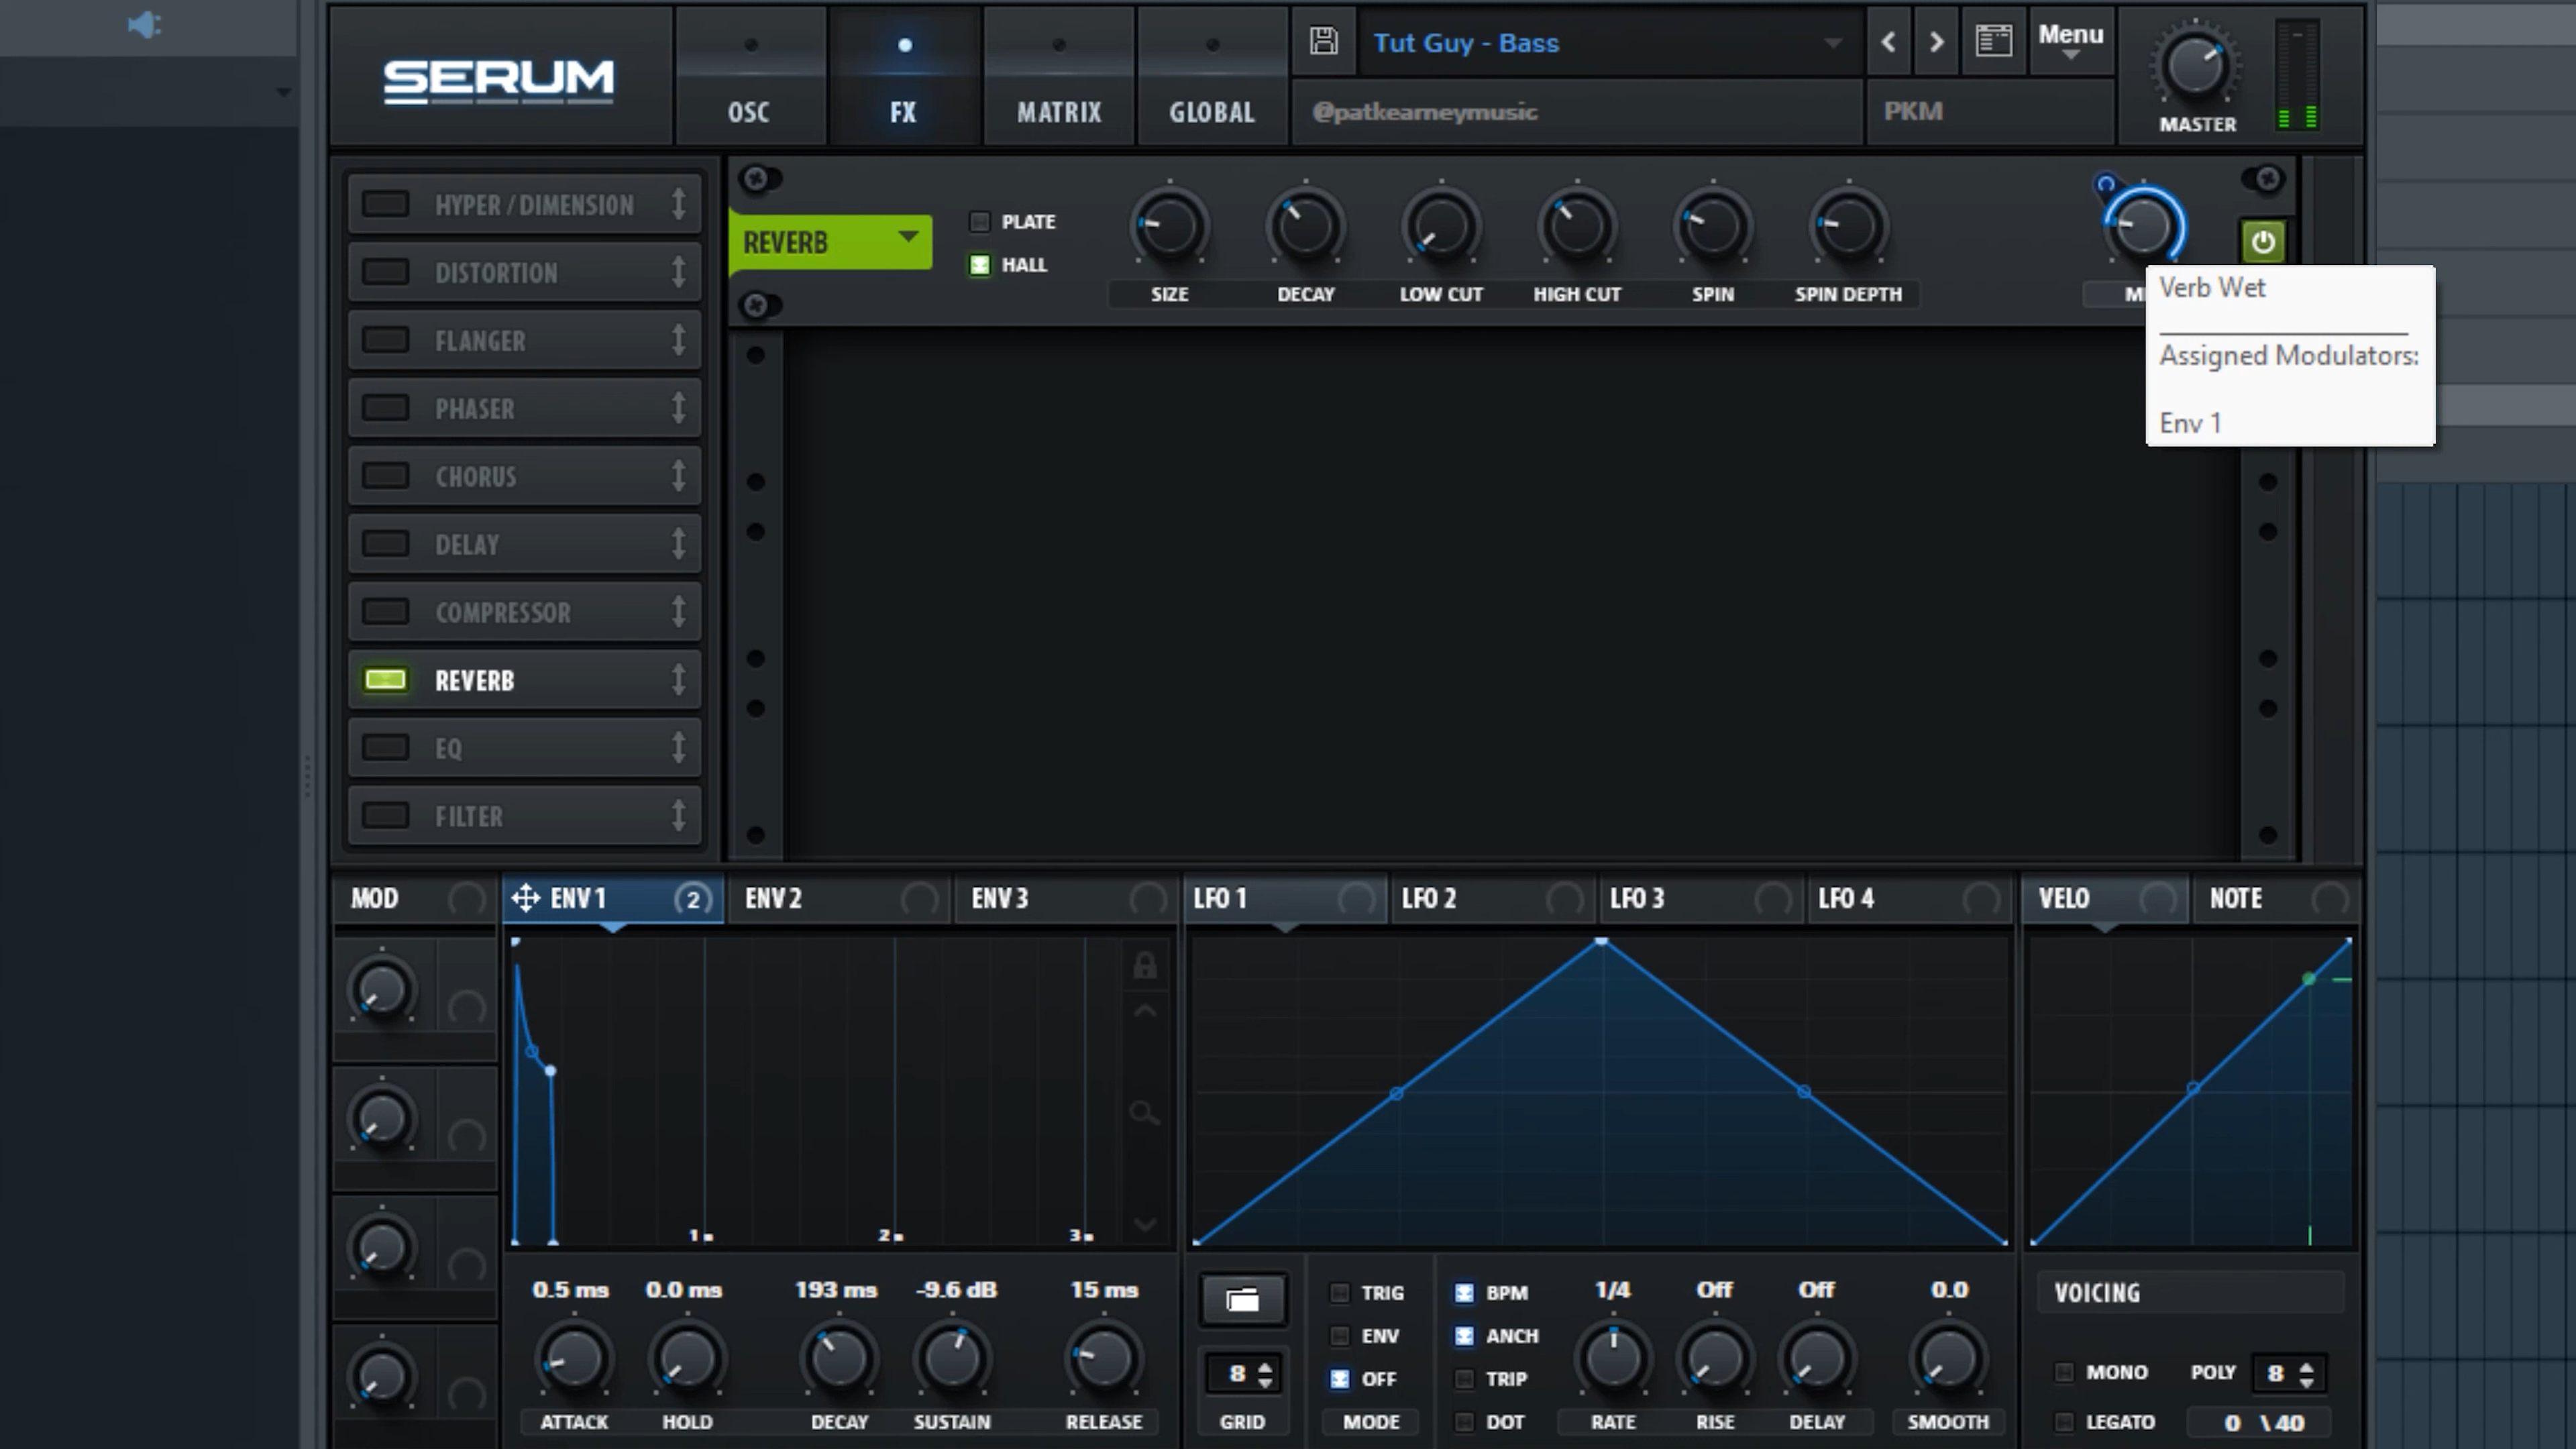 SERUM
OSC
FX
MATRIX
GLOBAL
Tut Guy - Bass
Menu
@patkearneymusic
PKM
MASTER
HYPER / DIMENSION
DISTORTION
FLANGER
PHASER
CHORUS
DELAY
COMPRESSOR
REVERB
EQ
FILTER
REVERB
PLATE
HALL
SIZE
DECAY
LOW CUT
HIGH CUT
SPIN
SPIN DEPTH
Verb Wet
Assigned Modulators:
Env 1
MOD
ENV 1
2
ENV 2
ENV 3
LFO 1
LFO 2
LFO 3
LFO 4
VELO
NOTE
1
2
3
0.5 ms
0.0 ms
193 ms
-9.6 dB
15 ms
ATTACK
HOLD
DECAY
SUSTAIN
RELEASE
8
GRID
TRIG
ENV
OFF
MODE
BPM
ANCH
TRIP
DOT
1/4
Off
Off
0.0
RATE
RISE
DELAY
SMOOTH
VOICING
MONO
POLY
8
LEGATO
0 \ 40